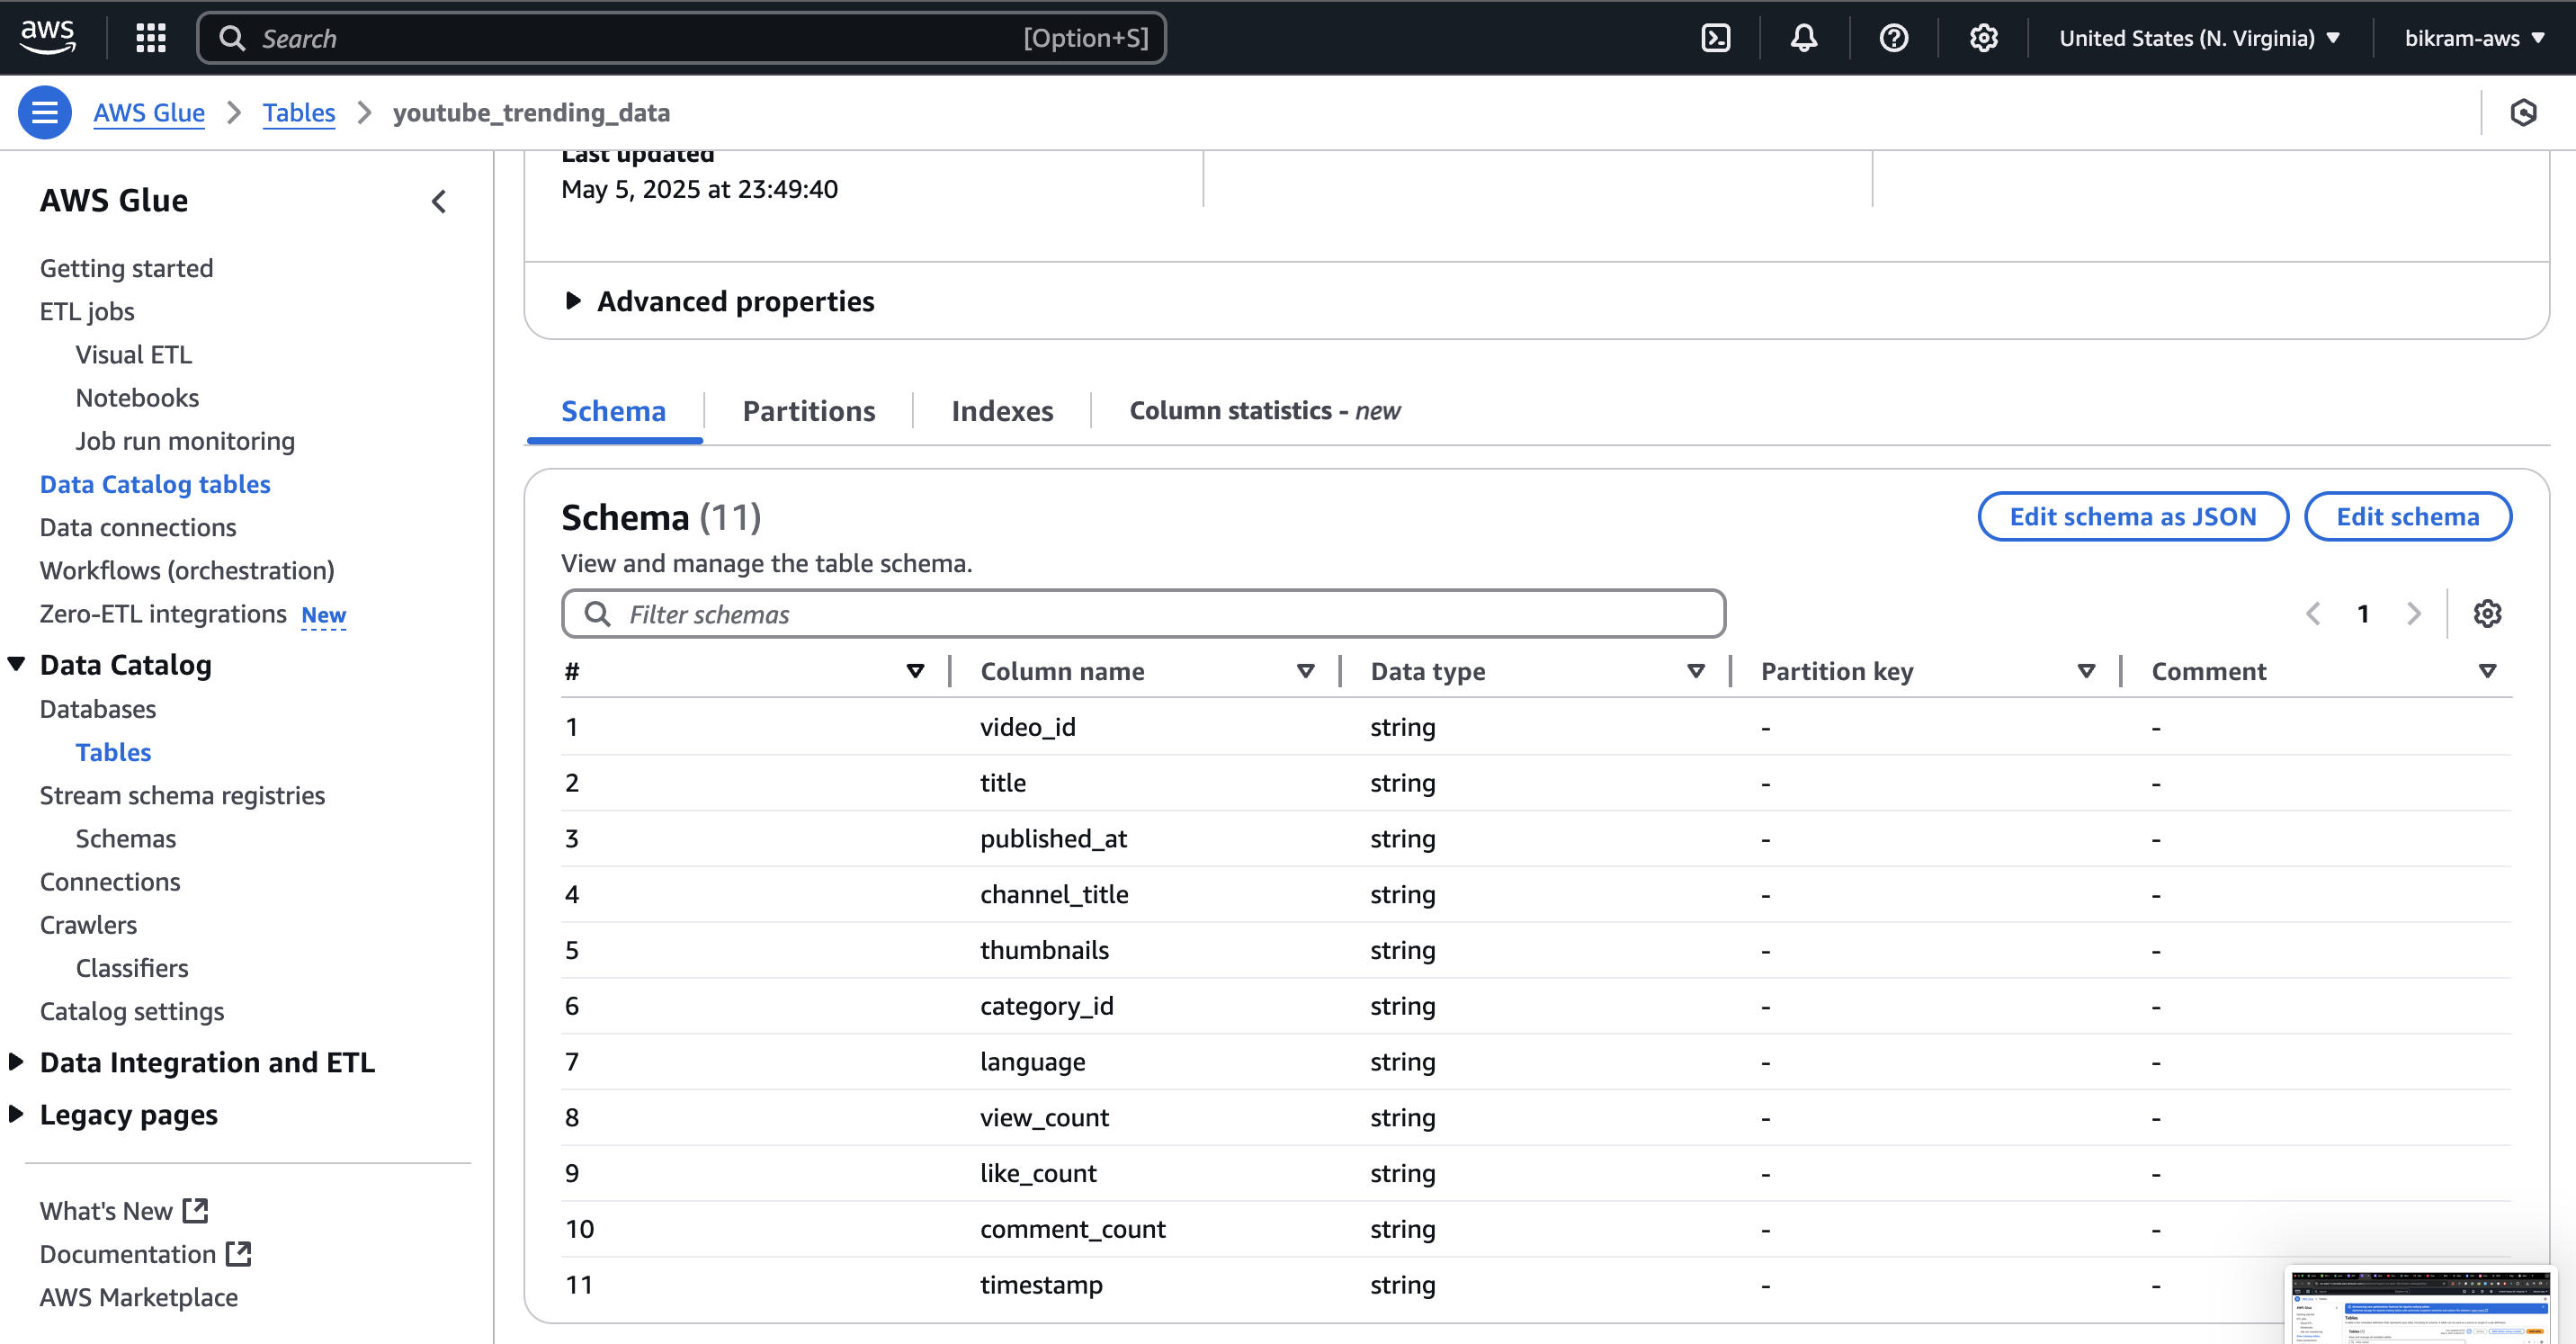 aws
Search [Option+S]
United States (N. Virginia)
bikram-aws
AWS Glue
Tables
youtube_trending_data
AWS Glue
Getting started
ETL jobs
Visual ETL
Notebooks
Job run monitoring
Data Catalog tables
Data connections
Workflows (orchestration)
Zero-ETL integrations New
Data Catalog
Databases
Tables
Stream schema registries
Schemas
Connections
Crawlers
Classifiers
Catalog settings
Data Integration and ETL
Legacy pages
What's New
Documentation
AWS Marketplace
Last updated
May 5, 2025 at 23:49:40
Advanced properties
Schema Partitions Indexes Column statistics - new
Schema (11)
Edit schema as JSON
Edit schema
View and manage the table schema.
Filter schemas
1
# Column name Data type Partition key Comment
1 video_id string - -
2 title string - -
3 published_at string - -
4 channel_title string - -
5 thumbnails string - -
6 category_id string - -
7 language string - -
8 view_count string - -
9 like_count string - -
10 comment_count string - -
11 timestamp string - -